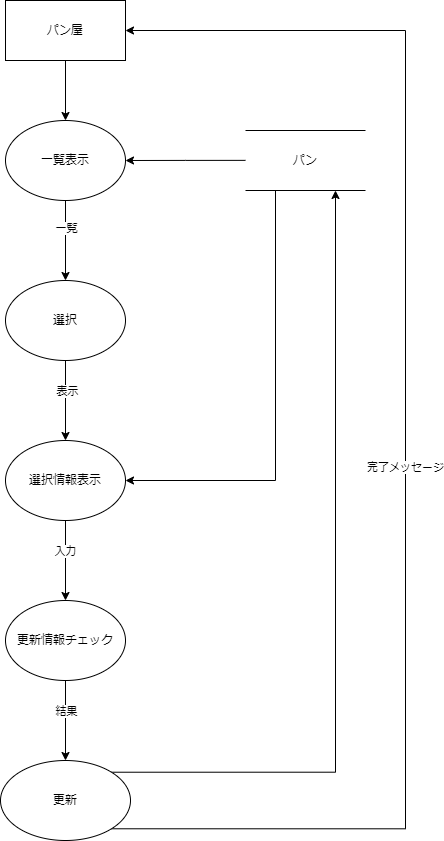 パン屋
一覧表示
パン
一覧
選択
表示
選択情報表示
完了メッセージ
入力
更新情報チェック
結果
更新